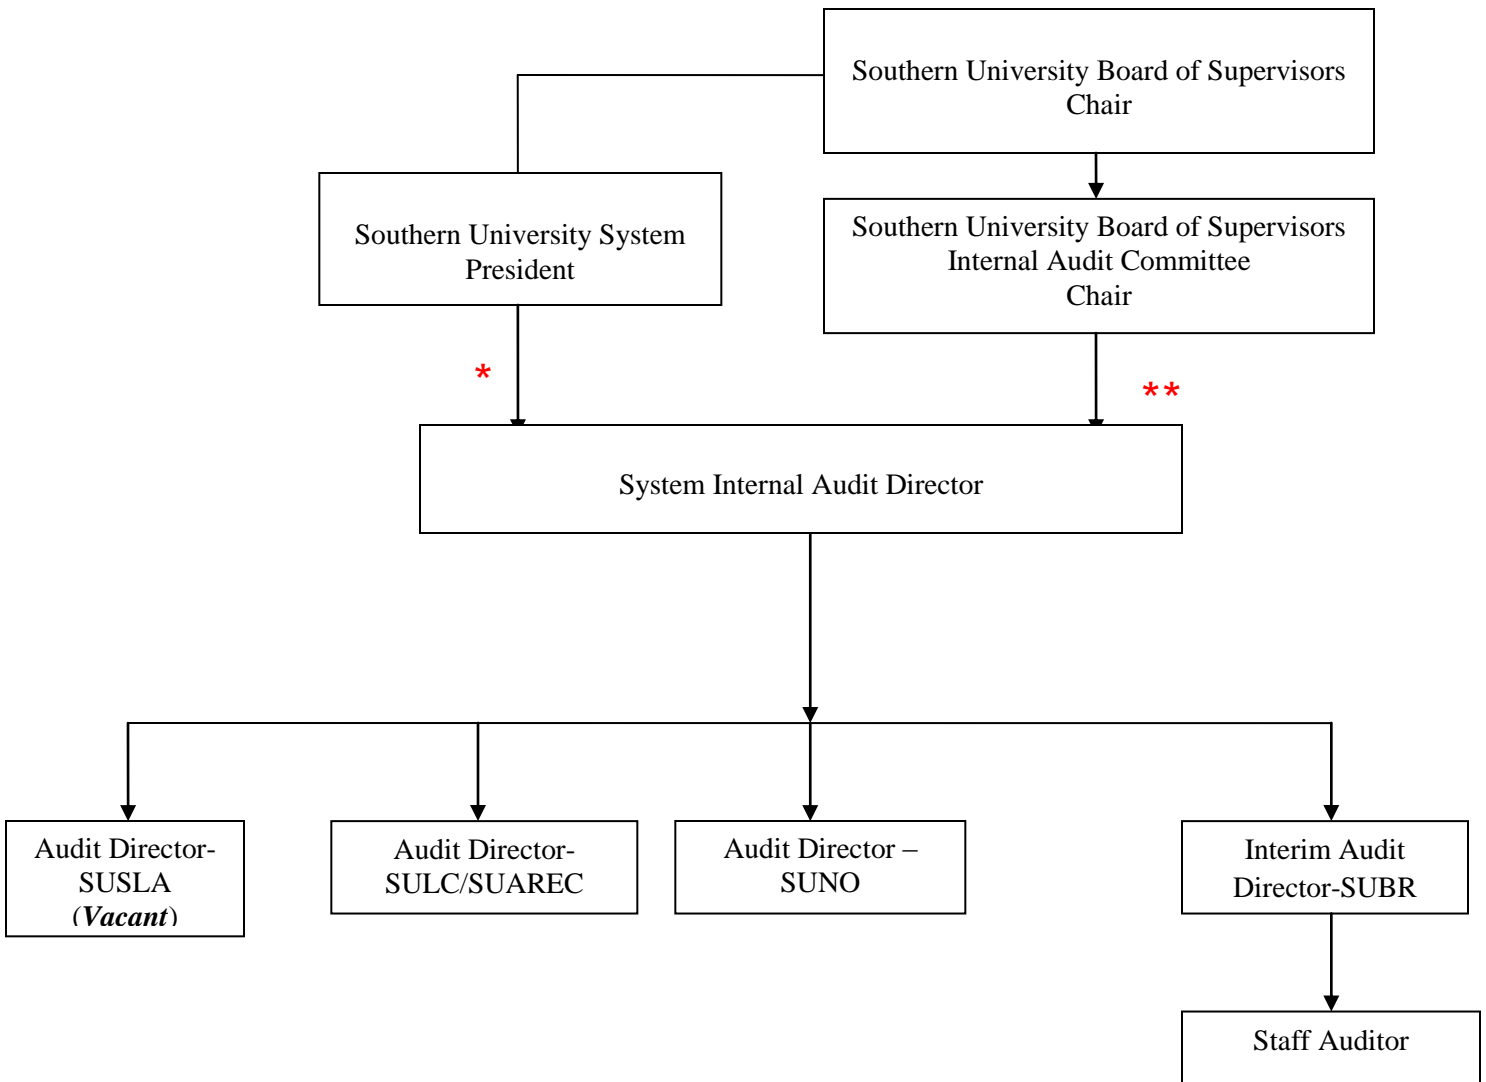 Southern University Board of Supervisors
Chair
Southern University System
President
Southern University Board of Supervisors
Internal Audit Committee
Chair
*
**
System Internal Audit Director
Audit Director-
SUSLA
(Vacant)
Audit Director-
SULC/SUAREC
Audit Director –
SUNO
Interim Audit
Director-SUBR
Staff Auditor